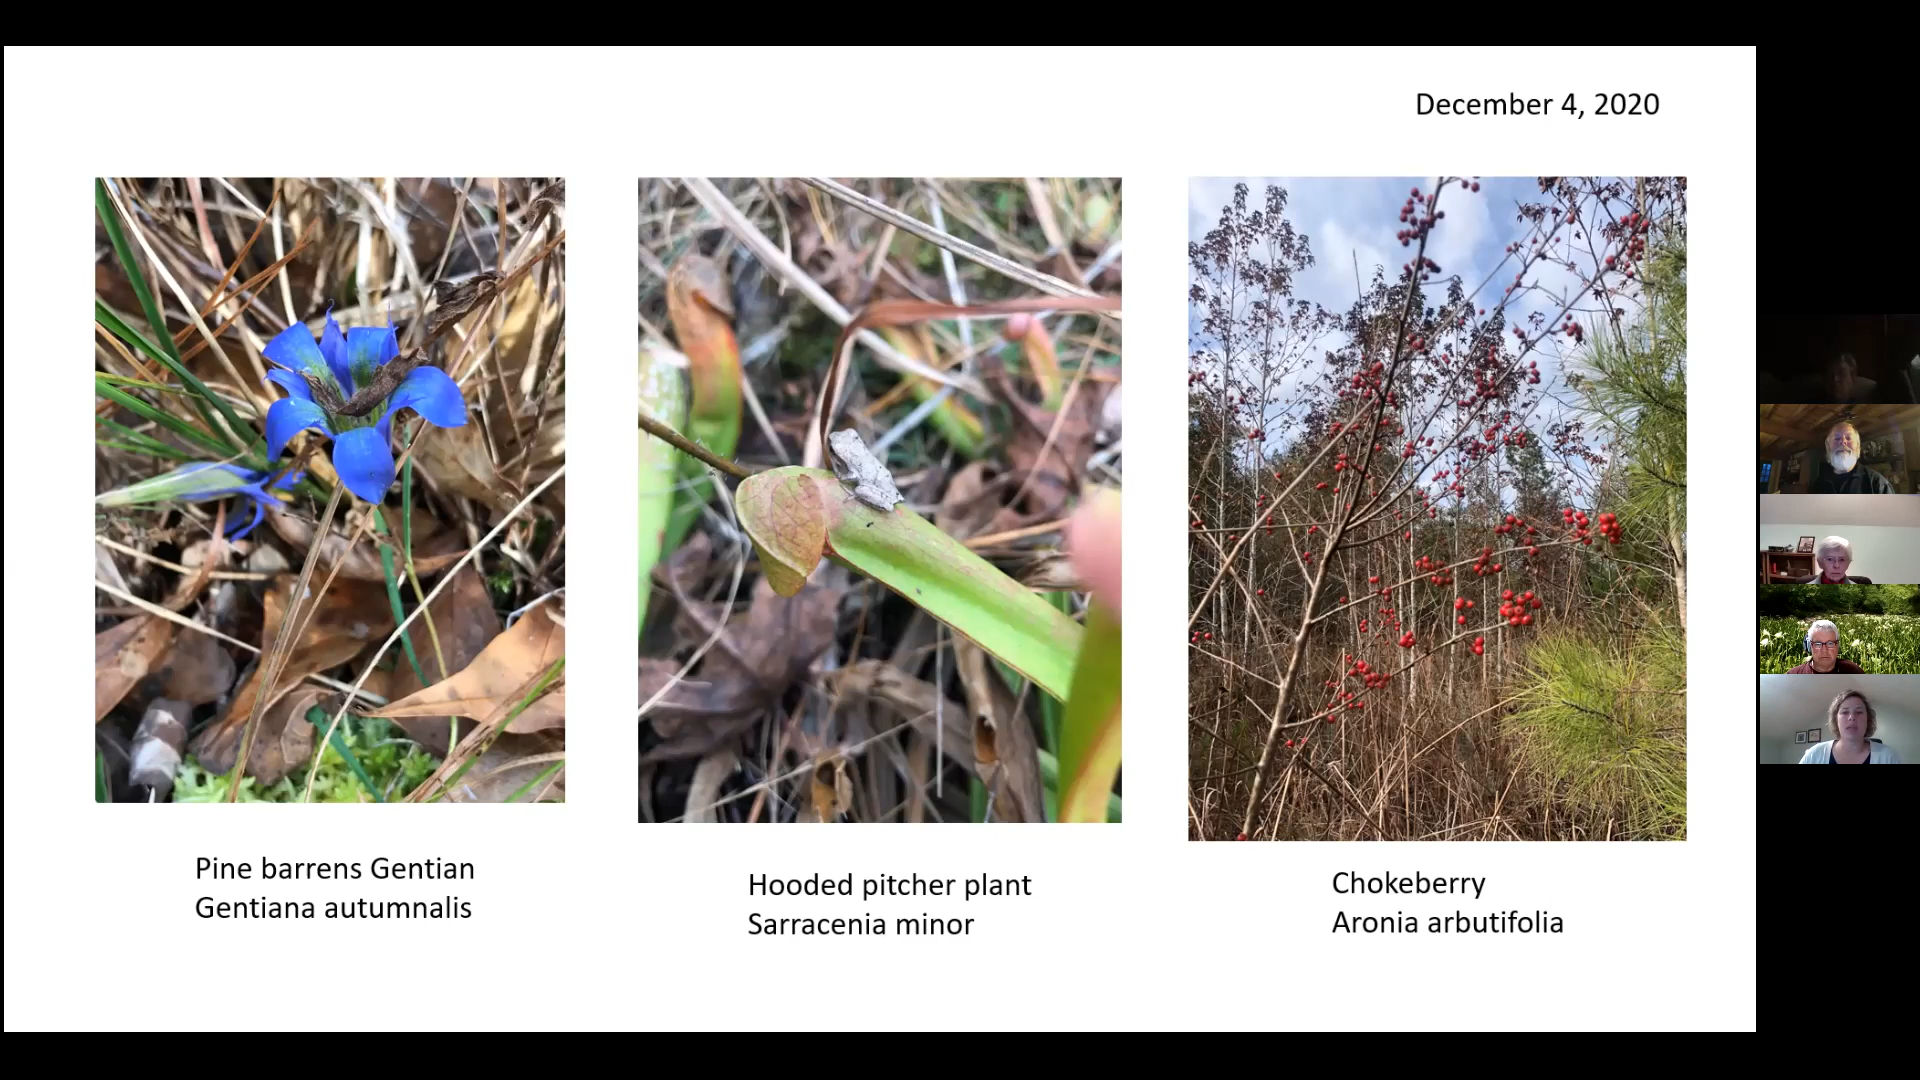 December 4, 2020
Pine barrens Gentian
Gentiana autumnalis
Hooded pitcher plant
Sarracenia minor
Chokeberry
Aronia arbutifolia